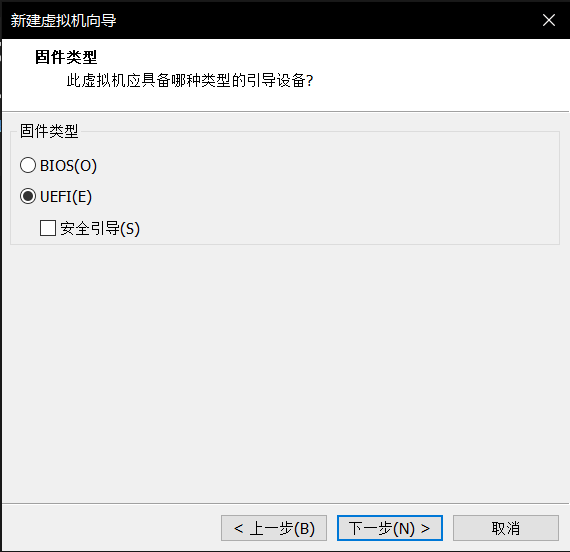 新建虚拟机向导
固件类型
此虚拟机应具备哪种类型的引导设备?
固件类型
BIOS(O)
UEFI(E)
安全引导(S)
< 上一步(B)
下一步(N) >
取消